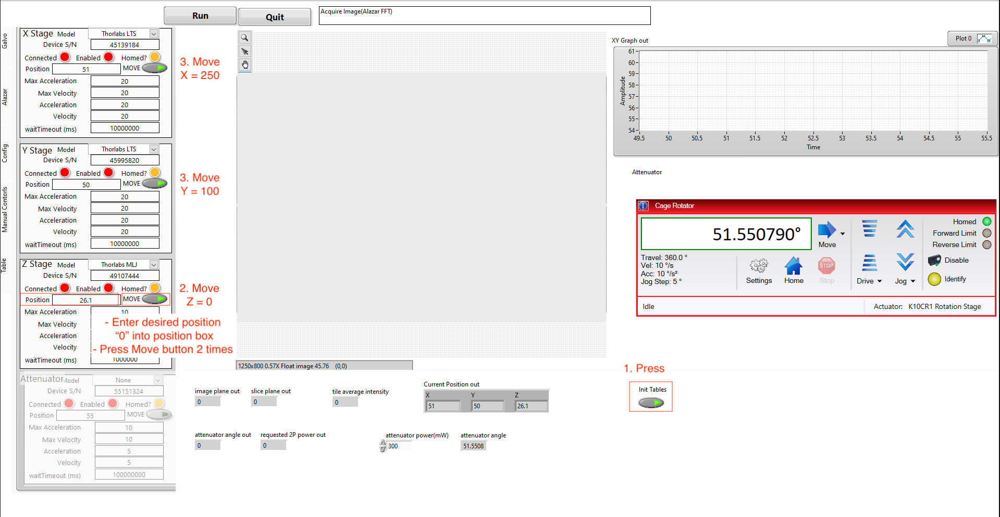 Run
Quit
Acquire Image(Alazar FFT)
Galvo
Alazar
Config
Manual Contorls
Table
X Stage Model Thorlabs LTS
Device S/N 45139184
Connected Enabled Homed?
Position 51 MOVE
Max Acceleration 20
Max Velocity 20
Acceleration 20
Velocity 20
waitTimeout (ms) 10000000
3. Move
X = 250
Y Stage Model Thorlabs LTS
Device S/N 45995820
Connected Enabled Homed?
Position 50 MOVE
Max Acceleration 20
Max Velocity 20
Acceleration 20
Velocity 20
waitTimeout (ms) 10000000
3. Move
Y = 100
Z Stage Model Thorlabs MLJ
Device S/N 49107444
Connected Enabled Homed?
Position 26.1 MOVE
Max Acceleration 10
Max Velocity
Acceleration
Velocity
waitTimeout (ms) 1000000
2. Move
Z = 0
- Enter desired position
“0” into position box
- Press Move button 2 times
Attenuator Model None
Device S/N 55151324
Connected Enabled Homed?
Position 55 MOVE
Max Acceleration 10
Max Velocity 10
Acceleration 5
Velocity 5
waitTimeout (ms) 100000000
1250x800 0.57X Float image 45.76 (0,0)
image plane out slice plane out tile average intensity
0 0 0
Current Position out
X Y Z
51 50 26.1
attenuator angle out requested 2P power out attenuator power(mW) attenuator angle
0 0 300 51.5508
XY Graph out
Plot 0
61
60
59
58
57
56
55
54
Amplitude
49.5 50 50.5 51 51.5 52 52.5 53 53.5 54 54.5 55 55.5
Time
Attenuator
Cage Rotator
51.550790°
Move
Homed
Forward Limit
Reverse Limit
Travel: 360.0 °
Vel: 10 °/s
Acc: 10 °/s²
Jog Step: 5 °
STOP
Settings Home Stop Drive Jog
Disable
Identify
Idle
Actuator: K10CR1 Rotation Stage
1. Press
Init Tables